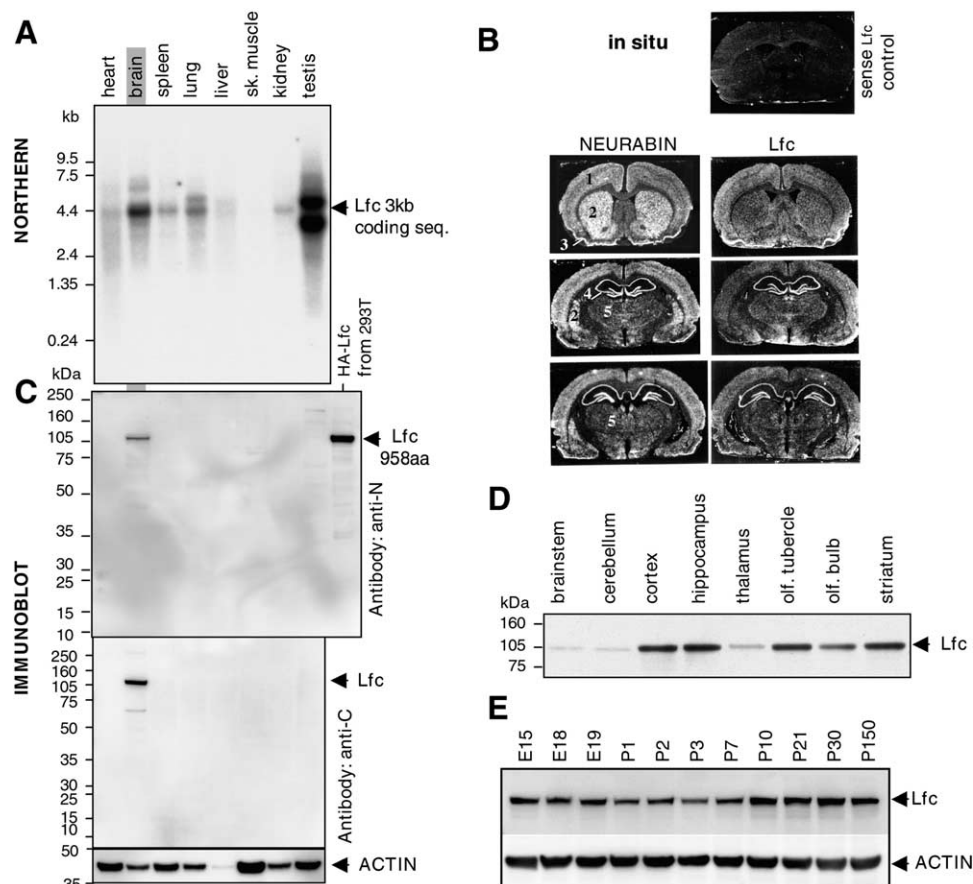 A
heart
brain
spleen
lung
liver
sk. muscle
kidney
testis
kb
9.5
7.5
4.4
2.4
1.35
0.24
NORTHERN
Lfc 3kb
coding seq.
HA-Lfc
from 293T
B
in situ
sense Lfc
control
NEURABIN
Lfc
1
2
3
4
2
5
5
C
kDa
250
160
105
75
50
35
30
25
15
10
Lfc
958aa
Antibody: anti-N
IMMUNOBLOT
250
160
105
75
50
35
30
25
15
10
Lfc
Antibody: anti-C
50
35
ACTIN
D
brainstem
cerebellum
cortex
hippocampus
thalamus
olf. tubercle
olf. bulb
striatum
kDa
160
105
75
Lfc
E
E15
E18
E19
P1
P2
P3
P7
P10
P21
P30
P150
Lfc
ACTIN